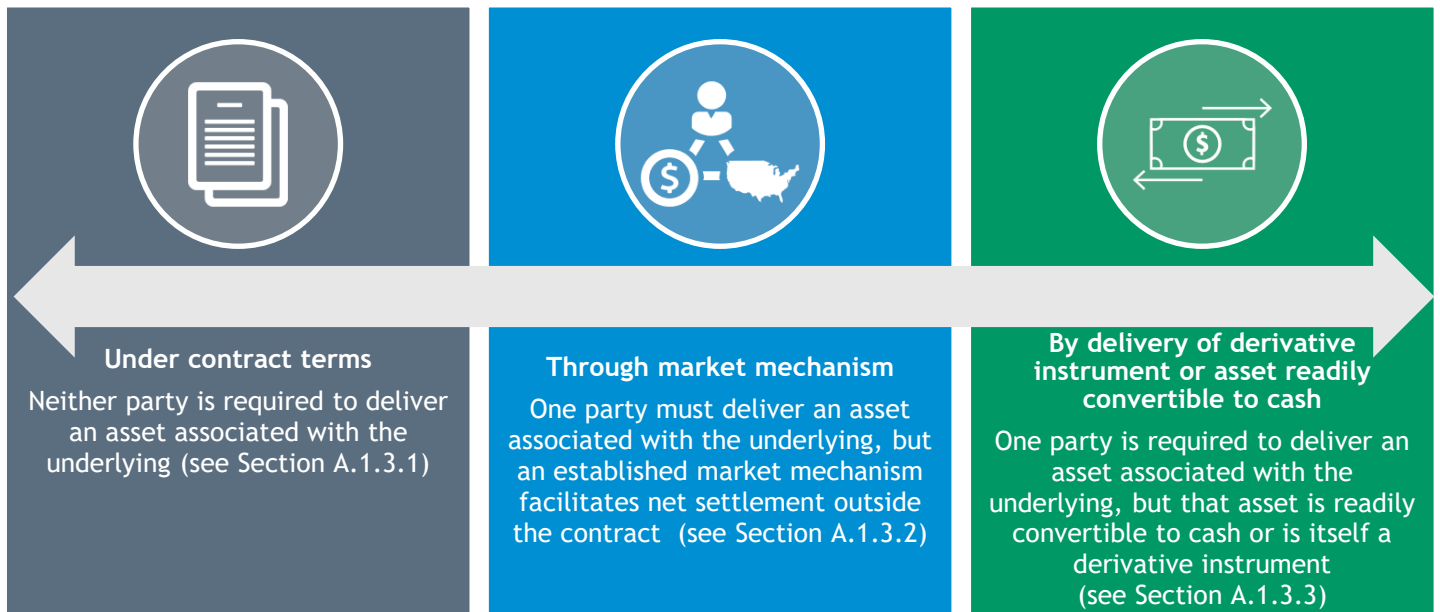 Under contract terms
Neither party is required to deliver
an asset associated with the
underlying (see Section A.1.3.1)
$
Through market mechanism
One party must deliver an asset
associated with the underlying, but
an established market mechanism
facilitates net settlement outside
the contract  (see Section A.1.3.2)
$
By delivery of derivative
instrument or asset readily
convertible to cash
One party is required to deliver an
asset associated with the
underlying, but that asset is readily
convertible to cash or is itself a
derivative instrument
(see Section A.1.3.3)